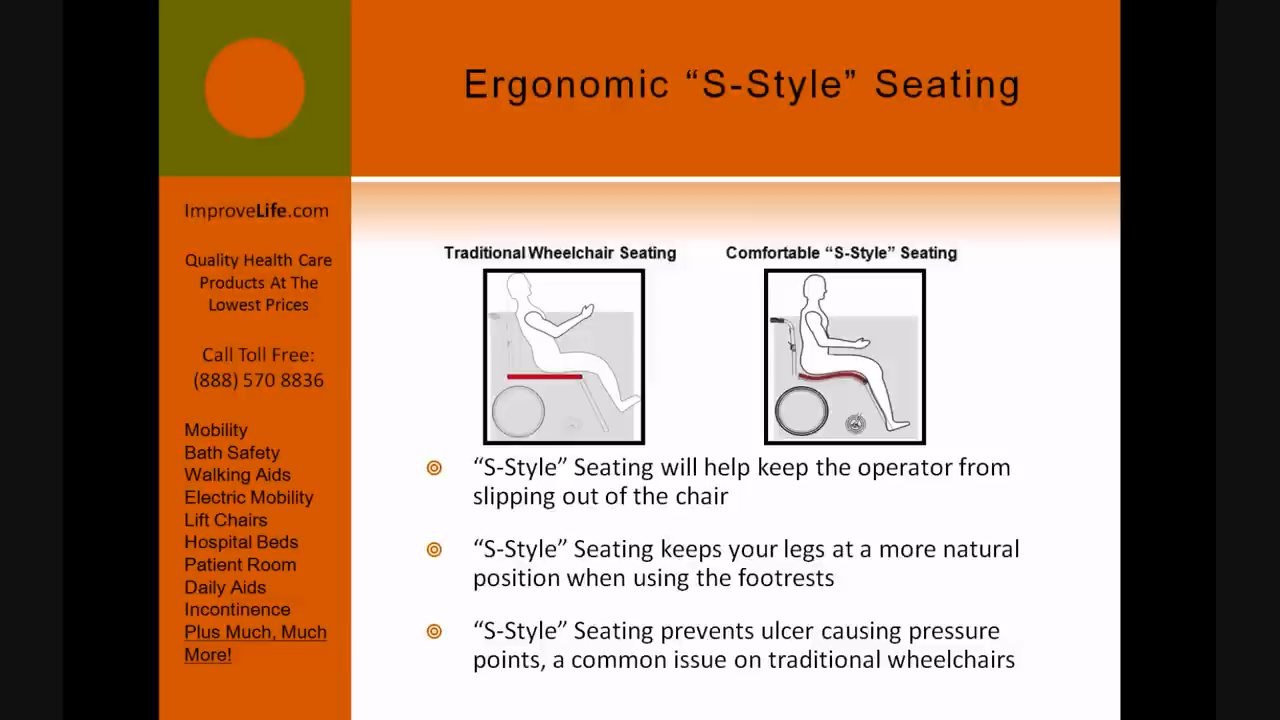 Ergonomic “S-Style” Seating
ImproveLife.com
Quality Health Care
Products At The
Lowest Prices
Call Toll Free:
(888) 570 8836
Mobility
Bath Safety
Walking Aids
Electric Mobility
Lift Chairs
Hospital Beds
Patient Room
Daily Aids
Incontinence
Plus Much, Much
More!
Traditional Wheelchair Seating
Comfortable “S-Style” Seating
“S-Style” Seating will help keep the operator from
slipping out of the chair
“S-Style” Seating keeps your legs at a more natural
position when using the footrests
“S-Style” Seating prevents ulcer causing pressure
points, a common issue on traditional wheelchairs